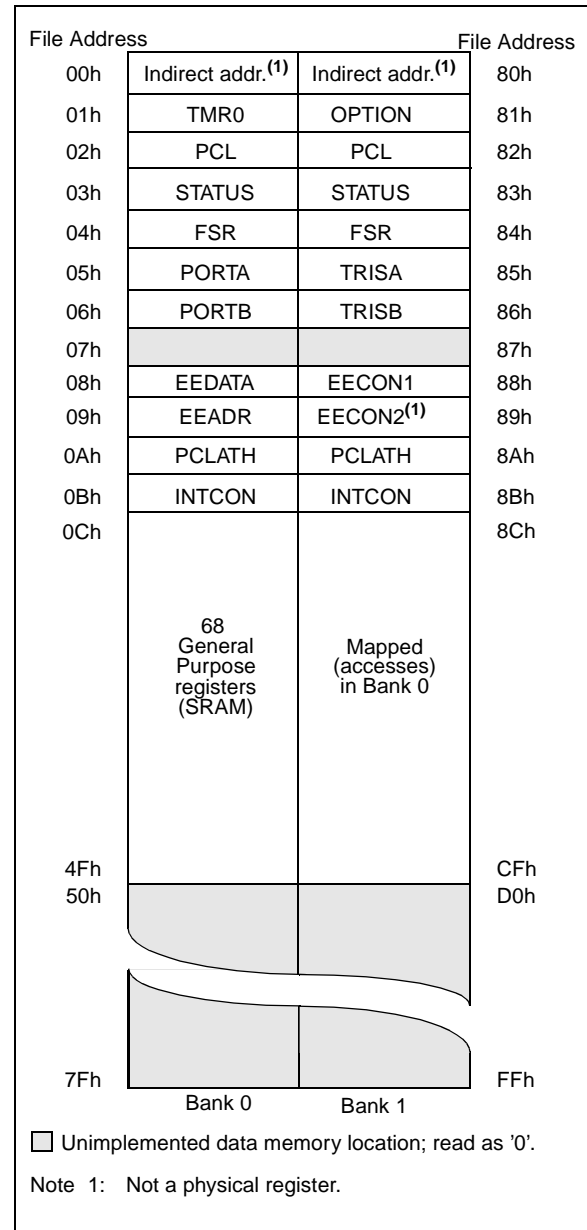 File Address File Address
00h Indirect addr.(1) Indirect addr.(1) 80h
01h TMR0 OPTION 81h
02h PCL PCL 82h
03h STATUS STATUS 83h
04h FSR FSR 84h
05h PORTA TRISA 85h
06h PORTB TRISB 86h
07h 87h
08h EEDATA EECON1 88h
09h EEADR EECON2(1) 89h
0Ah PCLATH PCLATH 8Ah
0Bh INTCON INTCON 8Bh
0Ch 8Ch
68
General
Purpose
registers
(SRAM)
Mapped
(accesses)
in Bank 0
4Fh CFh
50h D0h
7Fh FFh
Bank 0 Bank 1
Unimplemented data memory location; read as '0'.
Note 1: Not a physical register.